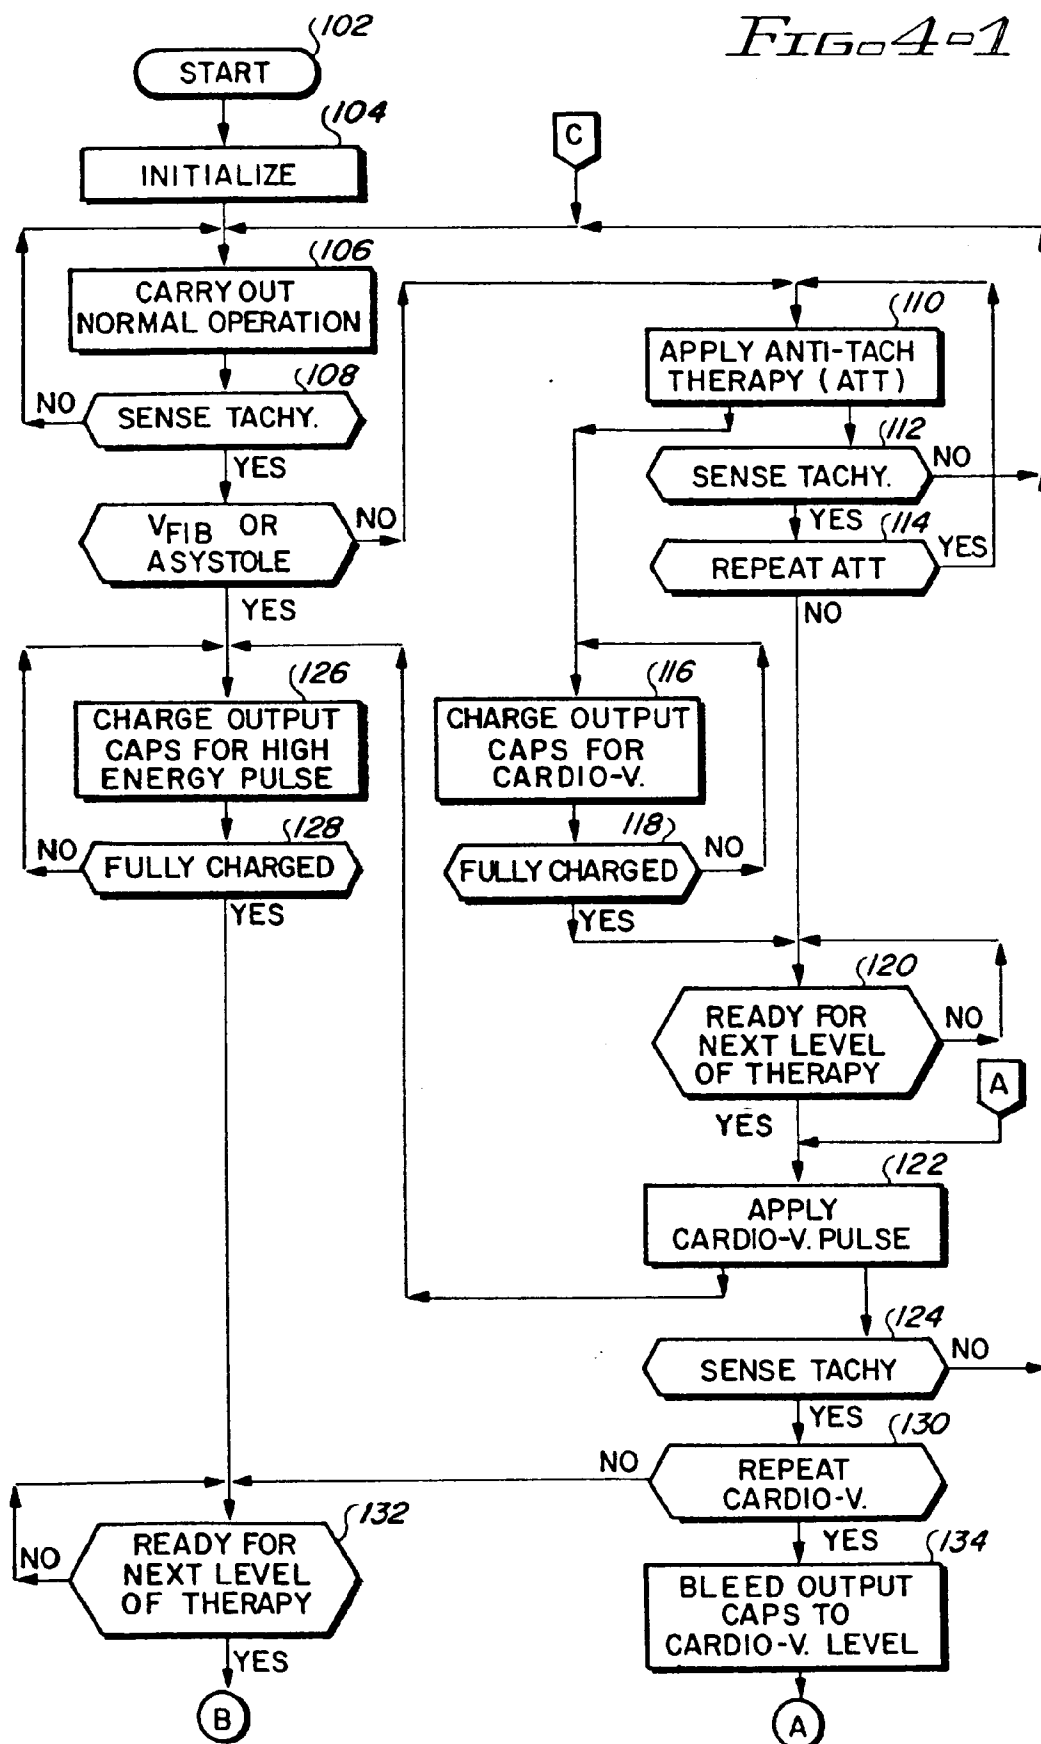 FIG. 4-1
102
START
104
INITIALIZE
C
106
CARRY OUT
NORMAL OPERATION
108
NO
SENSE TACHY.
YES
VFIB OR
ASYSTOLE
NO
YES
110
APPLY ANTI-TACH
THERAPY (ATT)
112
SENSE TACHY.
NO
YES
114
REPEAT ATT
YES
NO
126
CHARGE OUTPUT
CAPS FOR HIGH
ENERGY PULSE
128
NO
FULLY CHARGED
YES
116
CHARGE OUTPUT
CAPS FOR
CARDIO-V.
118
FULLY CHARGED
NO
YES
120
READY FOR
NEXT LEVEL
OF THERAPY
NO
A
YES
122
APPLY
CARDIO-V. PULSE
124
SENSE TACHY
NO
YES
130
NO
REPEAT
CARDIO-V.
YES
132
READY FOR
NEXT LEVEL
OF THERAPY
NO
YES
B
134
BLEED OUTPUT
CAPS TO
CARDIO-V. LEVEL
A